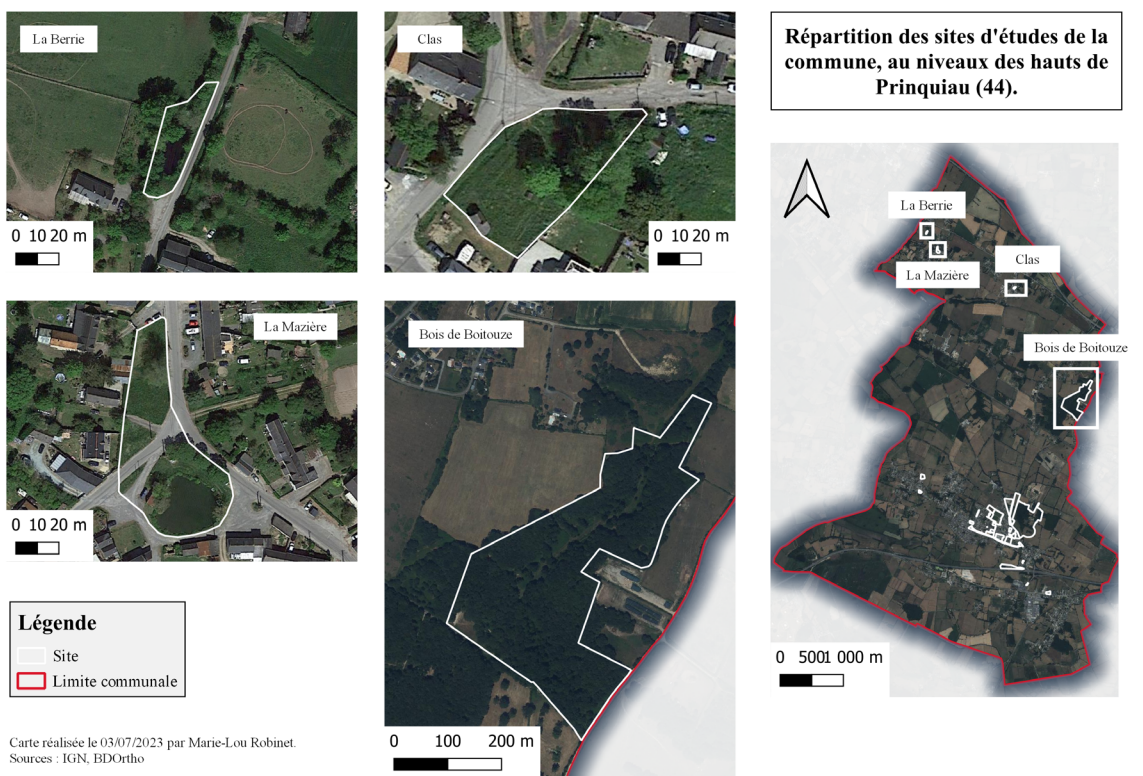 La Berrie
0 10 20 m
Clas
0 10 20 m
Répartition des sites d'études de la
commune, au niveaux des hauts de
Prinquiau (44).
La Mazière
0 10 20 m
Bois de Boitouze
0 100 200 m
La Berrie
La Mazière
Clas
Bois de Boitouze
0 5001 000 m
Légende
Site
Limite communale
Carte réalisée le 03/07/2023 par Marie-Lou Robinet.
Sources : IGN, BDOrtho